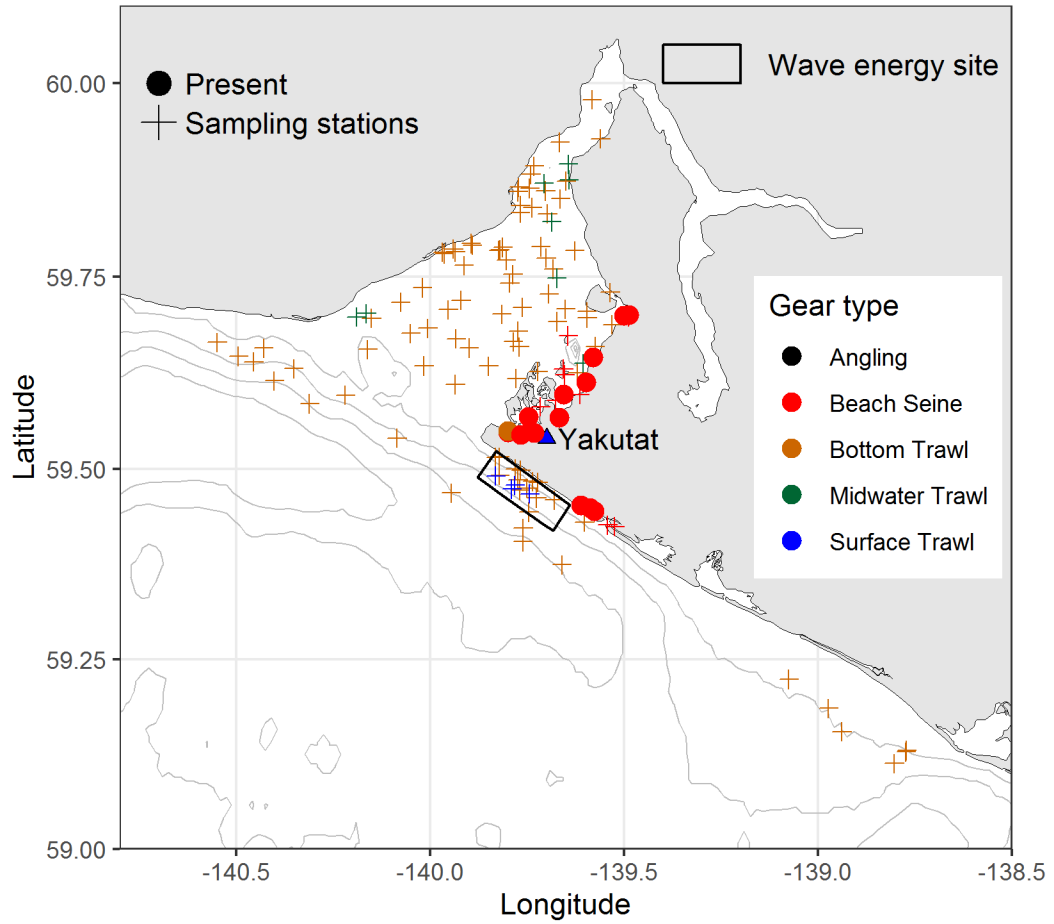 Present
Sampling stations
Wave energy site
Yakutat
Gear type
Angling
Beach Seine
Bottom Trawl
Midwater Trawl
Surface Trawl
Latitude
60.00
59.75
59.50
59.25
59.00
-140.5
-140.0
-139.5
-139.0
-138.5
Longitude